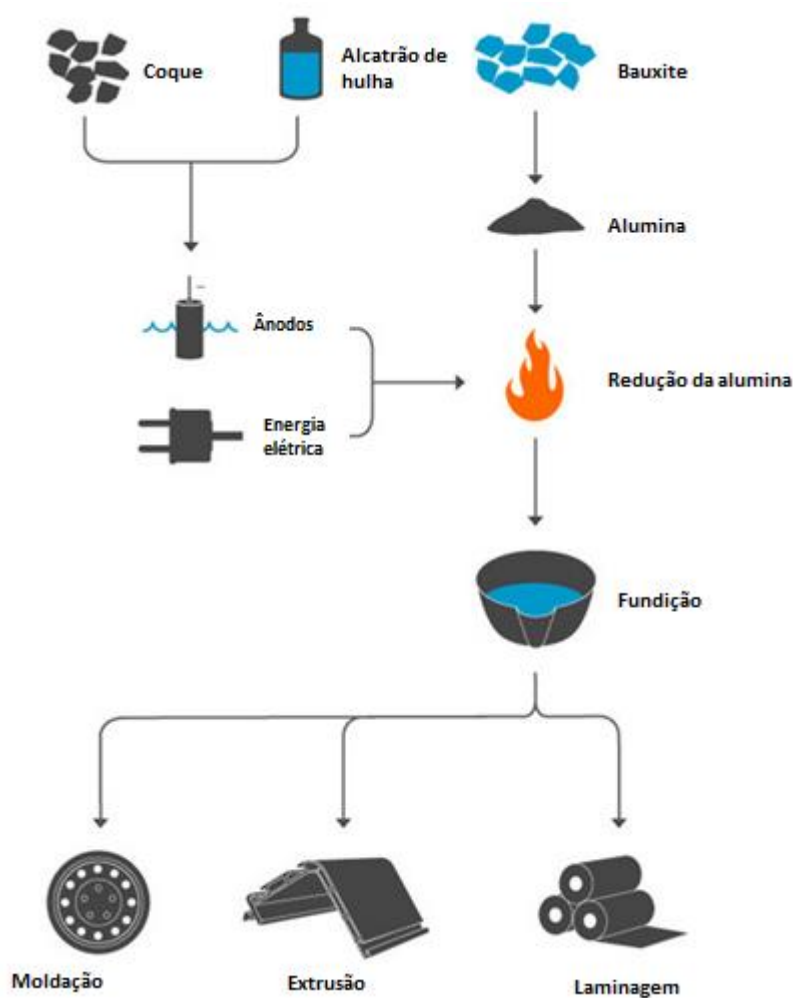 Coque
Alcatrão de
hulha
Bauxite
Alumina
Ânodos
Redução da alumina
Energia
elétrica
Fundição
Moldação
Extrusão
Laminagem